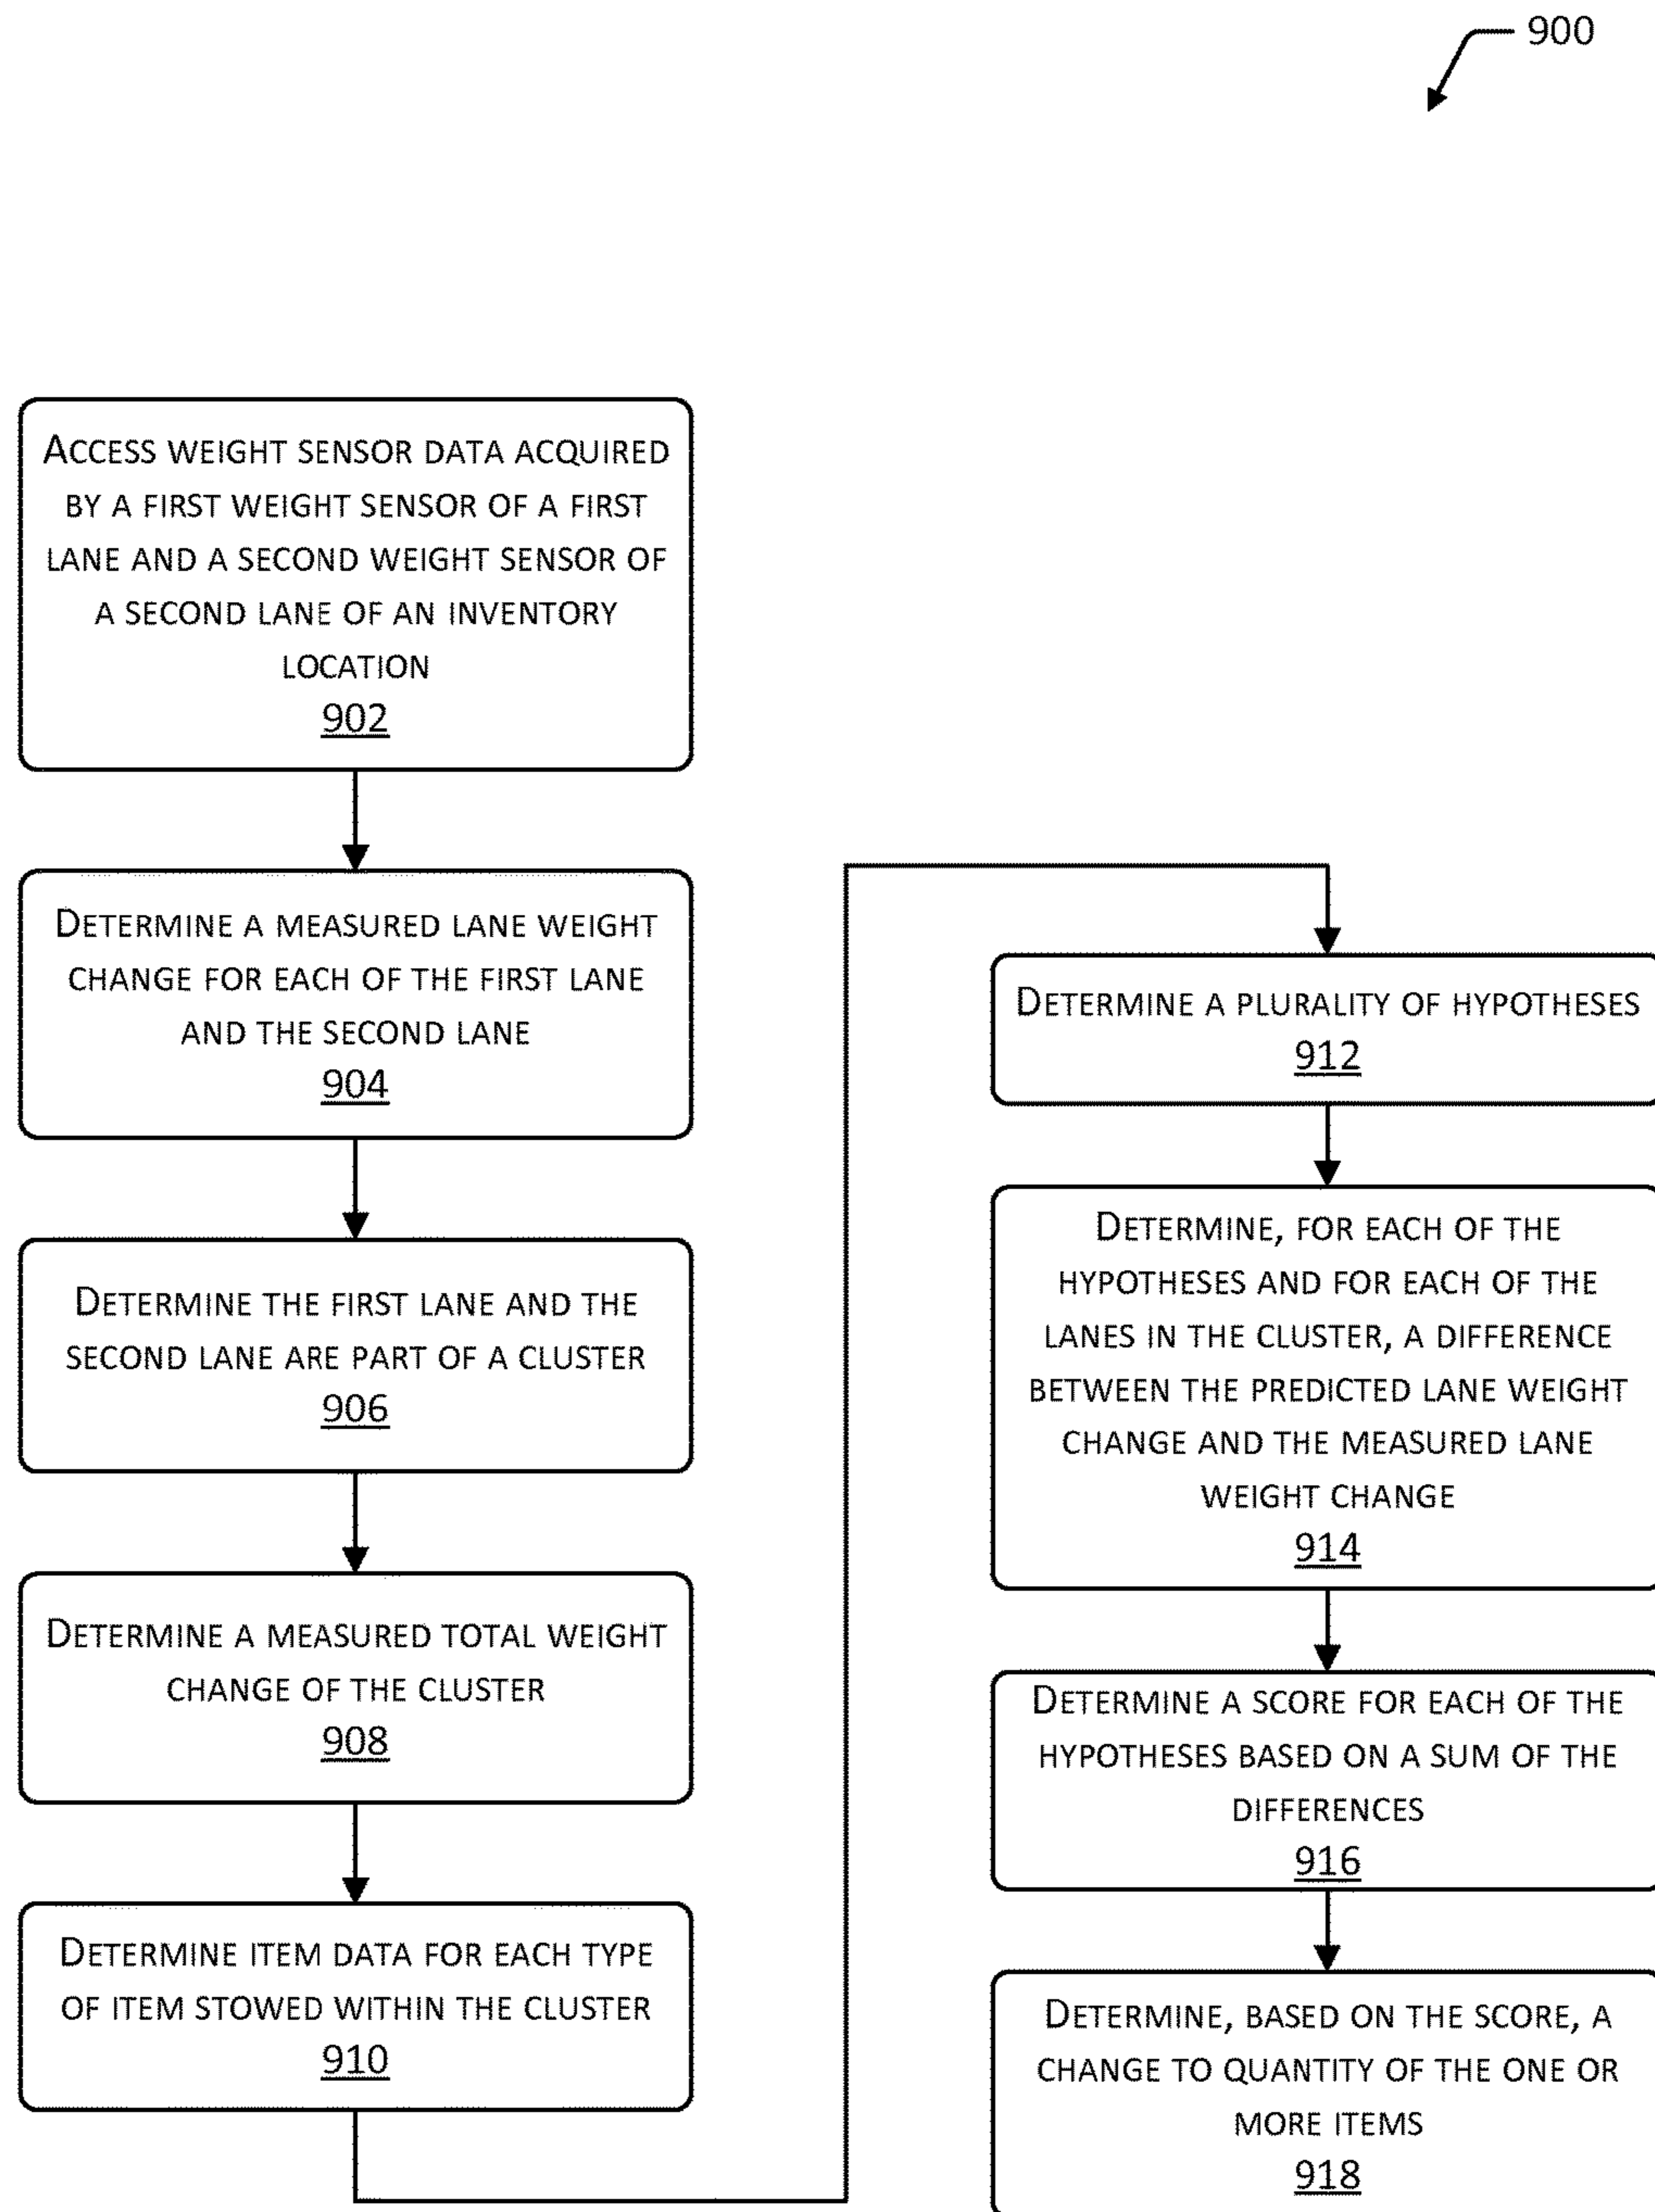 900
ACCESS WEIGHT SENSOR DATA ACQUIRED
BY A FIRST WEIGHT SENSOR OF A FIRST
LANE AND A SECOND WEIGHT SENSOR OF
A SECOND LANE OF AN INVENTORY
LOCATION
902
DETERMINE A MEASURED LANE WEIGHT
CHANGE FOR EACH OF THE FIRST LANE
AND THE SECOND LANE
904
DETERMINE THE FIRST LANE AND THE
SECOND LANE ARE PART OF A CLUSTER
906
DETERMINE A MEASURED TOTAL WEIGHT
CHANGE OF THE CLUSTER
908
DETERMINE ITEM DATA FOR EACH TYPE
OF ITEM STOWED WITHIN THE CLUSTER
910
DETERMINE A PLURALITY OF HYPOTHESES
912
DETERMINE, FOR EACH OF THE
HYPOTHESES AND FOR EACH OF THE
LANES IN THE CLUSTER, A DIFFERENCE
BETWEEN THE PREDICTED LANE WEIGHT
CHANGE AND THE MEASURED LANE
WEIGHT CHANGE
914
DETERMINE A SCORE FOR EACH OF THE
HYPOTHESES BASED ON A SUM OF THE
DIFFERENCES
916
DETERMINE, BASED ON THE SCORE, A
CHANGE TO QUANTITY OF THE ONE OR
MORE ITEMS
918